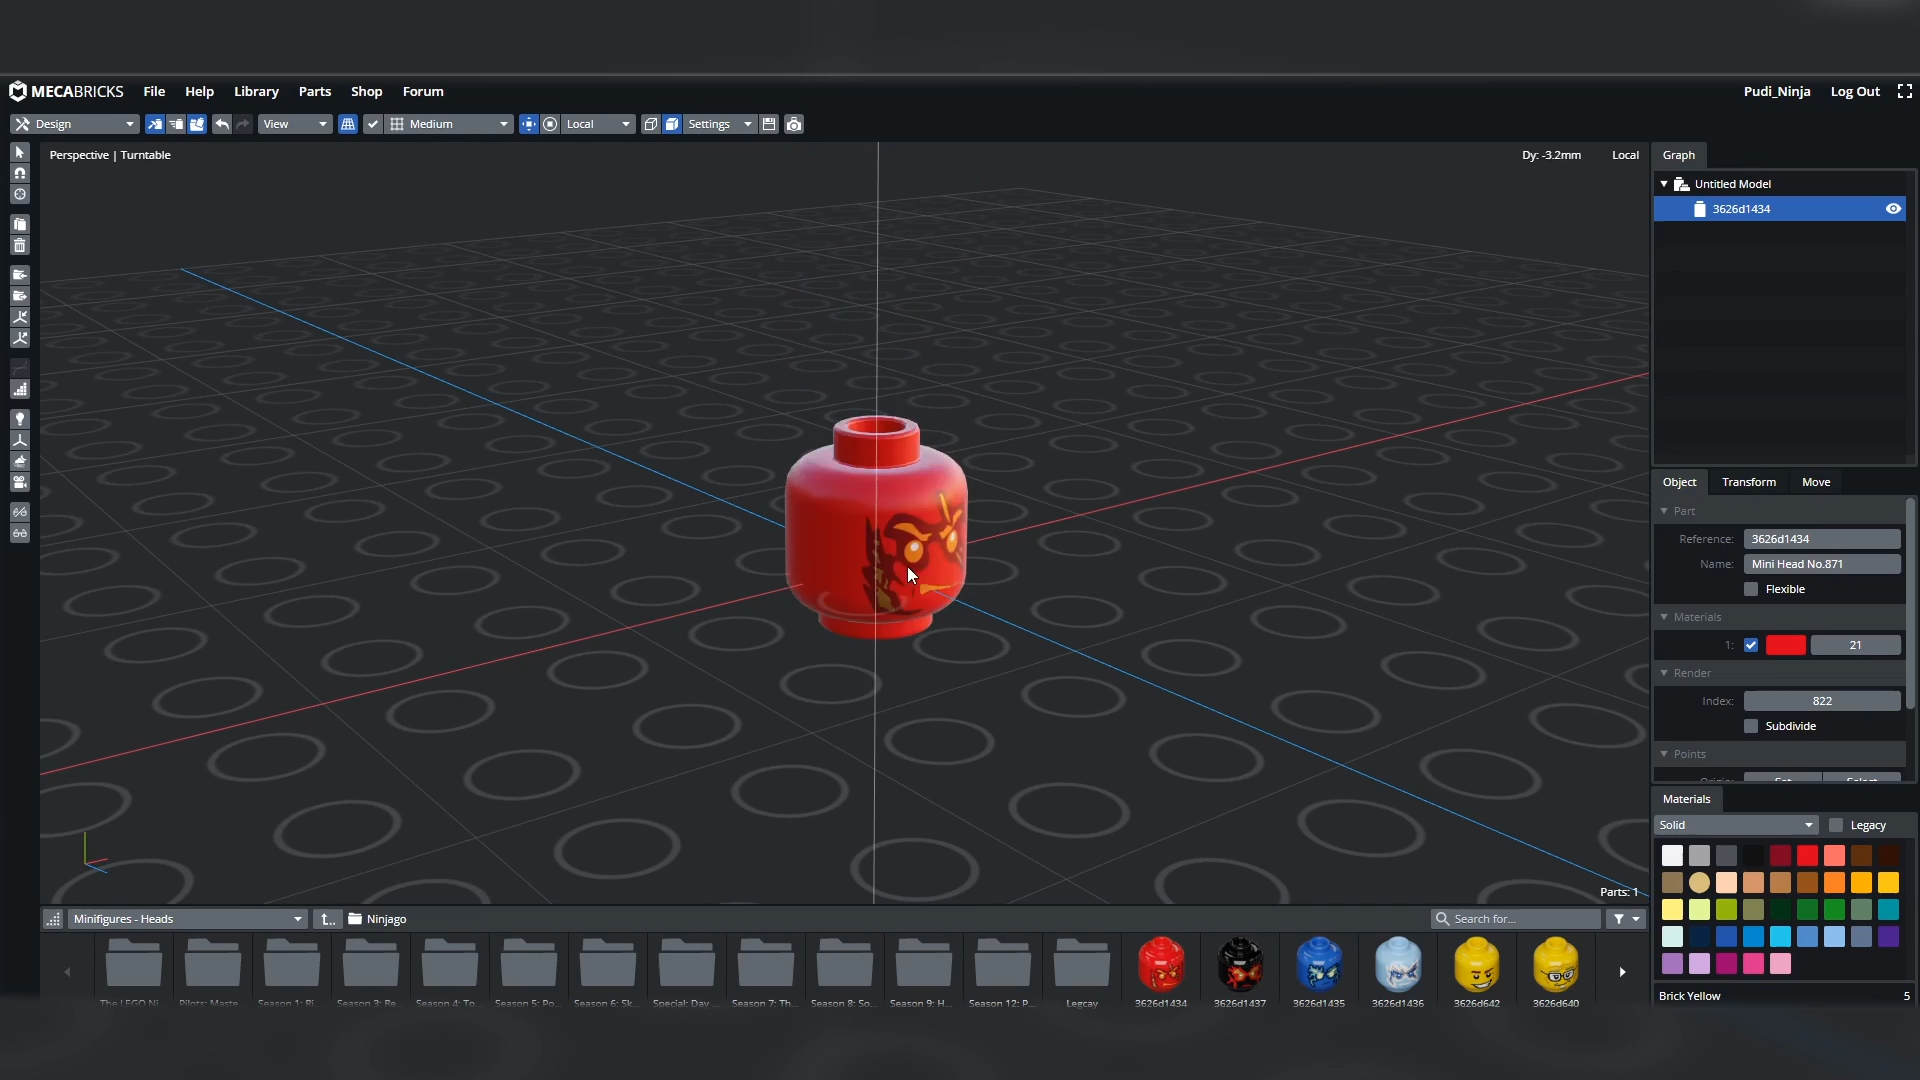 MECABRICKS File Help Library Parts Shop Forum Pudi_Ninja Log Out
Design View Medium Local Settings
Perspective | Turntable Dy: -3.2mm Local
Graph
Untitled Model
3626d1434
Object Transform Move
Part
Reference: 3626d1434
Name: Mini Head No.871
Flexible
Materials
1: 21
Render
Index: 822
Subdivide
Points
Origin: Set Select
Materials
Solid Legacy
Brick Yellow 5
Parts: 1
Minifigures - Heads Ninjago Search for...
The LEGO Ni... Pilots: Maste... Season 1: Ri... Season 3: Re... Season 4: To... Season 5: Po... Season 6: Sk... Special: Day ... Season 7: Th... Season 8: So... Season 9: H... Season 12: P... Legcay 3626d1434 3626d1437 3626d1435 3626d1436 3626d642 3626d640